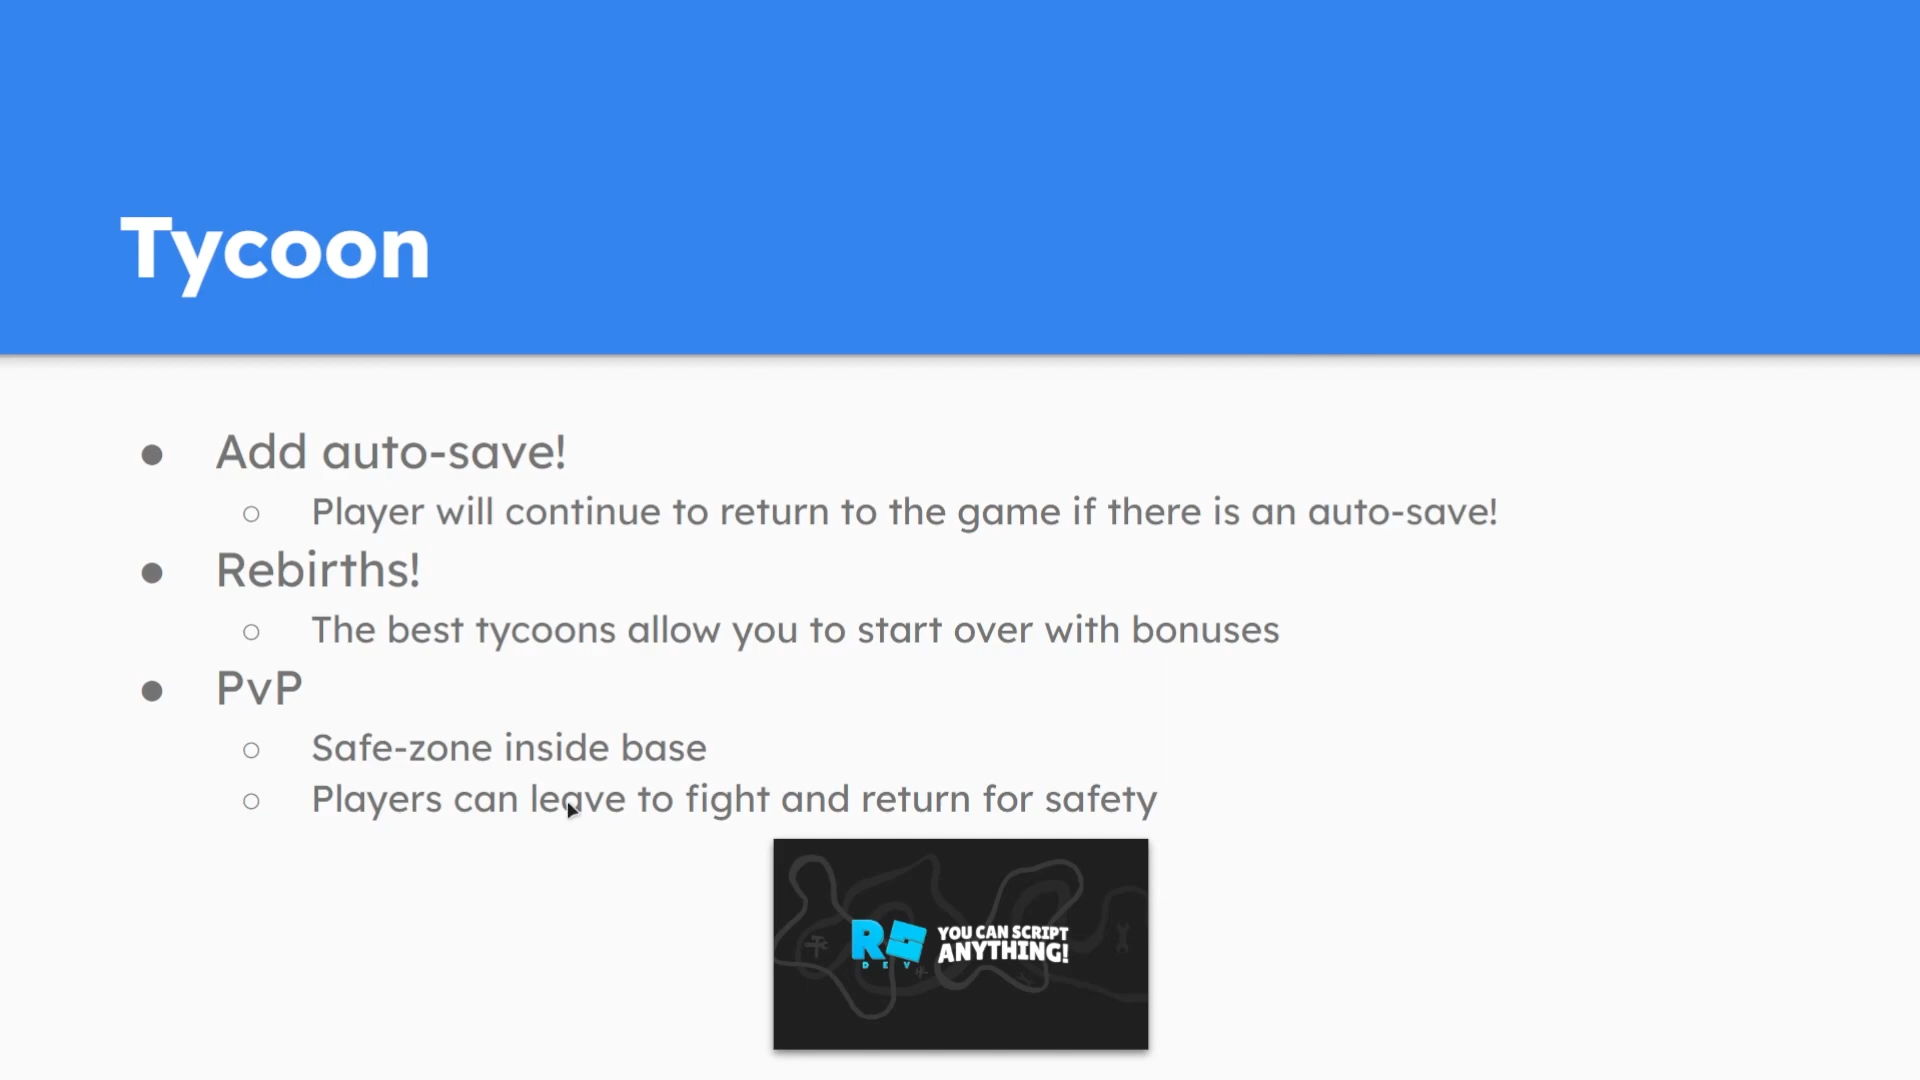 Tycoon
● Add auto-save!
○ Player will continue to return to the game if there is an auto-save!
● Rebirths!
○ The best tycoons allow you to start over with bonuses
● PvP
○ Safe-zone inside base
○ Players can leave to fight and return for safety
R
DEV
YOU CAN SCRIPT
ANYTHING!